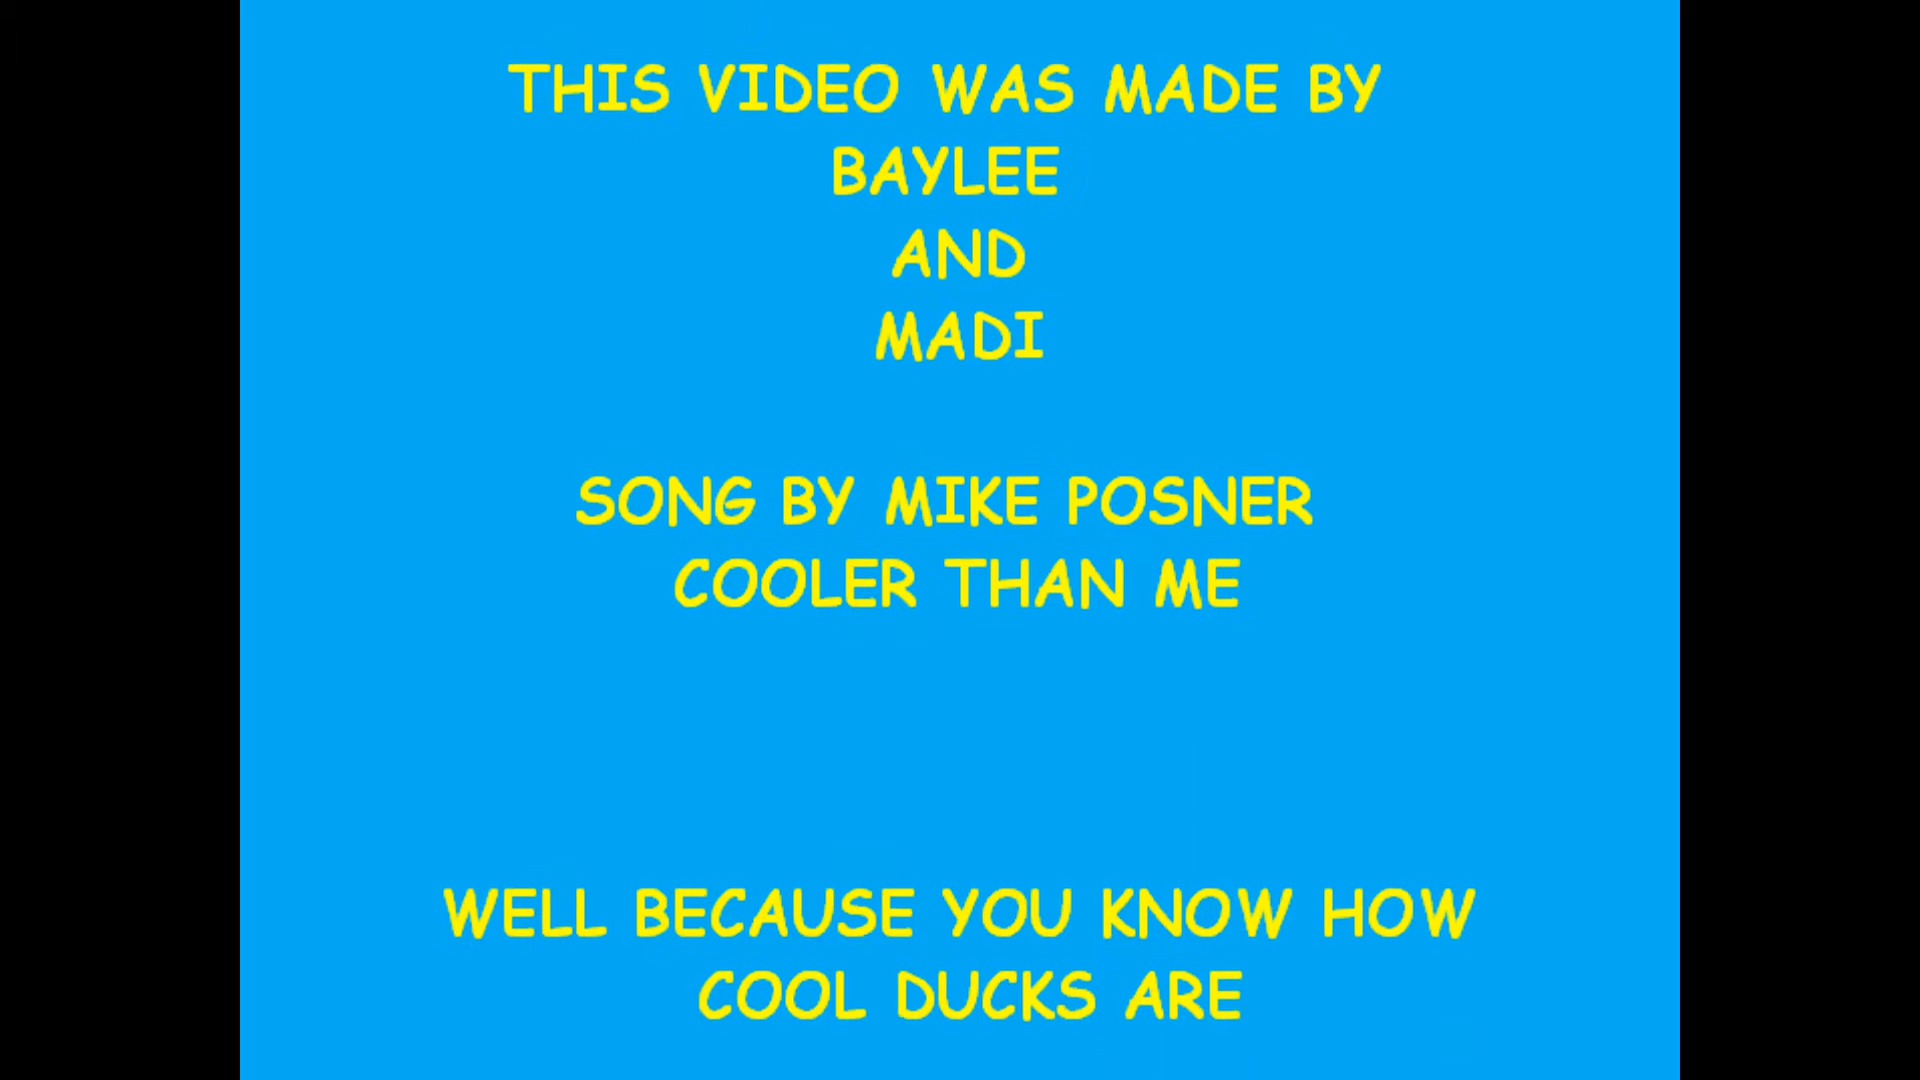 THIS VIDEO WAS MADE BY
BAYLEE
AND
MADI
SONG BY MIKE POSNER
COOLER THAN ME
WELL BECAUSE YOU KNOW HOW
COOL DUCKS ARE